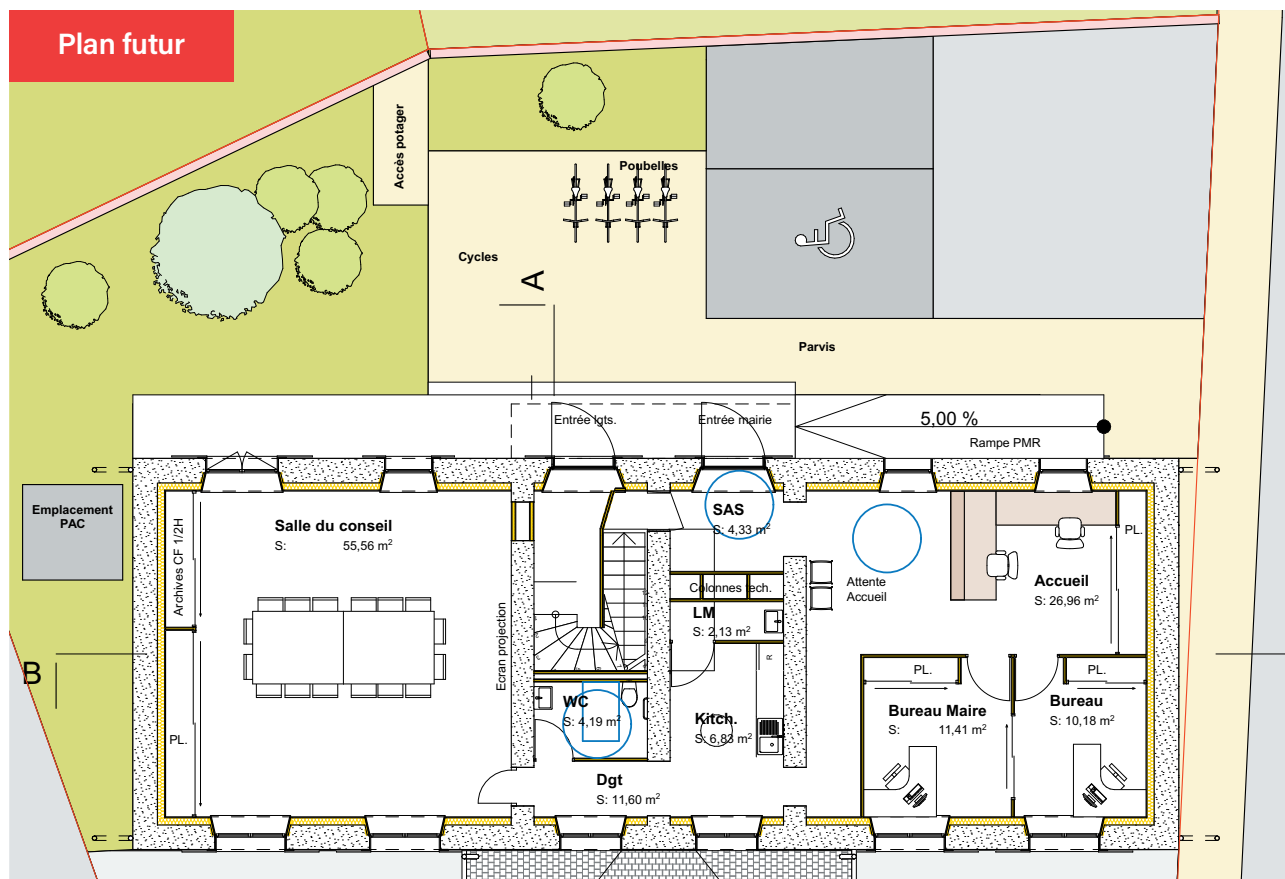 Plan futur
Accès potager
Poubelles
Cycles
A
Parvis
Entrée lgts.
Entrée mairie
5,00 %
Rampe PMR
Emplacement
PAC
Archives CF 1/2H
Salle du conseil
S: 55,56 m²
SAS
S: 4,33 m²
PL.
Attente
Accueil
Accueil
S: 26,96 m²
Colonnes tech.
LM
S: 2,13 m²
Ecran projection
R
B
PL.
WC
S: 4,19 m²
Kitch.
S: 6,83 m²
PL.
Bureau Maire
S: 11,41 m²
PL.
Bureau
S: 10,18 m²
Dgt
S: 11,60 m²